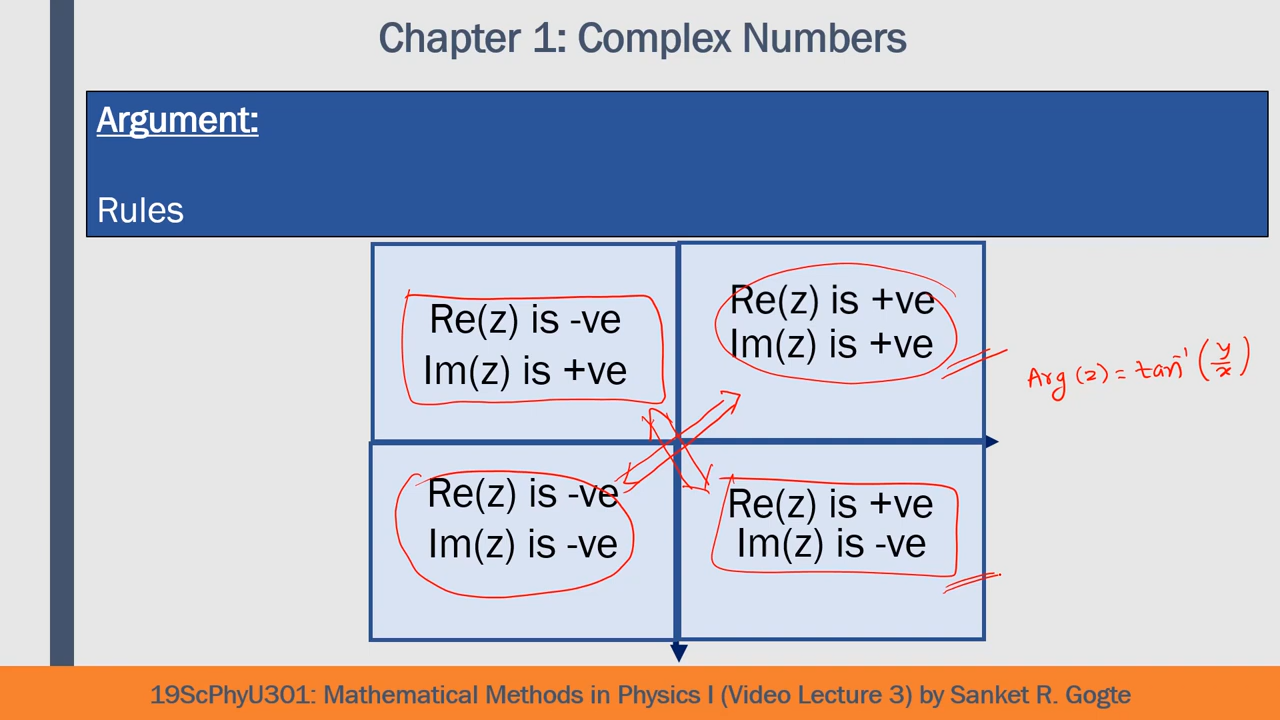 Chapter 1: Complex Numbers
Argument:
Rules
Re(z) is -ve
Im(z) is +ve
Re(z) is +ve
Im(z) is +ve
Arg (z) = tan⁻¹ (y/x)
Re(z) is -ve
Im(z) is -ve
Re(z) is +ve
Im(z) is -ve
19ScPhyU301: Mathematical Methods in Physics I (Video Lecture 3) by Sanket R. Gogte